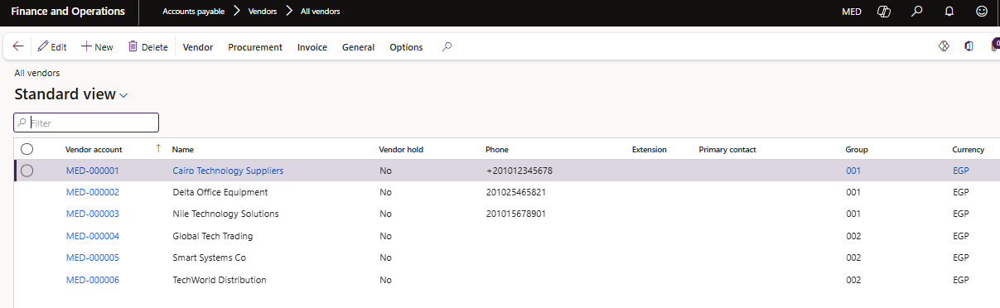 Finance and Operations Accounts payable Vendors All vendors MED
Edit New Delete Vendor Procurement Invoice General Options
All vendors
Standard view
Filter
Vendor account Name Vendor hold Phone Extension Primary contact Group Currency
MED-000001 Cairo Technology Suppliers No +201012345678 001 EGP
MED-000002 Delta Office Equipment No 201025465821 001 EGP
MED-000003 Nile Technology Solutions No 201015678901 001 EGP
MED-000004 Global Tech Trading No 002 EGP
MED-000005 Smart Systems Co No 002 EGP
MED-000006 TechWorld Distribution No 002 EGP